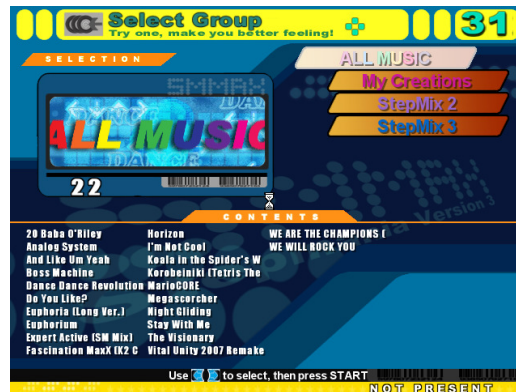 Select Group
Try one, make you better feeling!
31
SELECTION
ALL MUSIC
My Creations
StepMix 2
StepMix 3
SMMAX
DANCE
ALL MUSIC
DANCE
22
CONTENTS
20 Baba O'Riley
Analog System
And Like Um Yeah
Boss Machine
Dance Dance Revolution
Do You Like?
Euphoria (Long Ver.)
Euphorium
Expert Active (SM Mix)
Fascination MaxX (K2 C
Horizon
I'm Not Cool
Koala in the Spider's W
Korobeiniki (Tetris The
MarioCORE
Megascorcher
Night Gliding
Stay With Me
The Visionary
Vital Unity 2007 Remake
WE ARE THE CHAMPIONS (
WE WILL ROCK YOU
Version 3
Use to select, then press START
NOT PRESENT